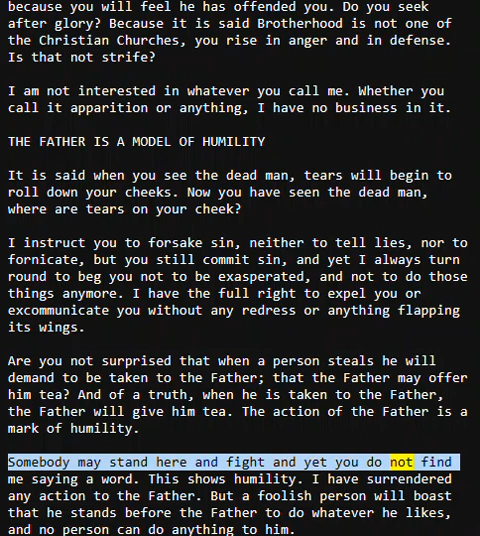 because you will feel he has offended you. Do you seek
after glory? Because it is said Brotherhood is not one of
the Christian Churches, you rise in anger and in defense.
Is that not strife?
I am not interested in whatever you call me. Whether you
call it apparition or anything, I have no business in it.
THE FATHER IS A MODEL OF HUMILITY
It is said when you see the dead man, tears will begin to
roll down your cheeks. Now you have seen the dead man,
where are tears on your cheek?
I instruct you to forsake sin, neither to tell lies, nor to
fornicate, but you still commit sin, and yet I always turn
round to beg you not to be exasperated, and not to do those
things anymore. I have the full right to expel you or
excommunicate you without any redress or anything flapping
its wings.
Are you not surprised that when a person steals he will
demand to be taken to the Father; that the Father may offer
him tea? And of a truth, when he is taken to the Father,
the Father will give him tea. The action of the Father is a
mark of humility.
Somebody may stand here and fight and yet you do not find
me saying a word. This shows humility. I have surrendered
any action to the Father. But a foolish person will boast
that he stands before the Father to do whatever he likes,
and no person can do anything to him.